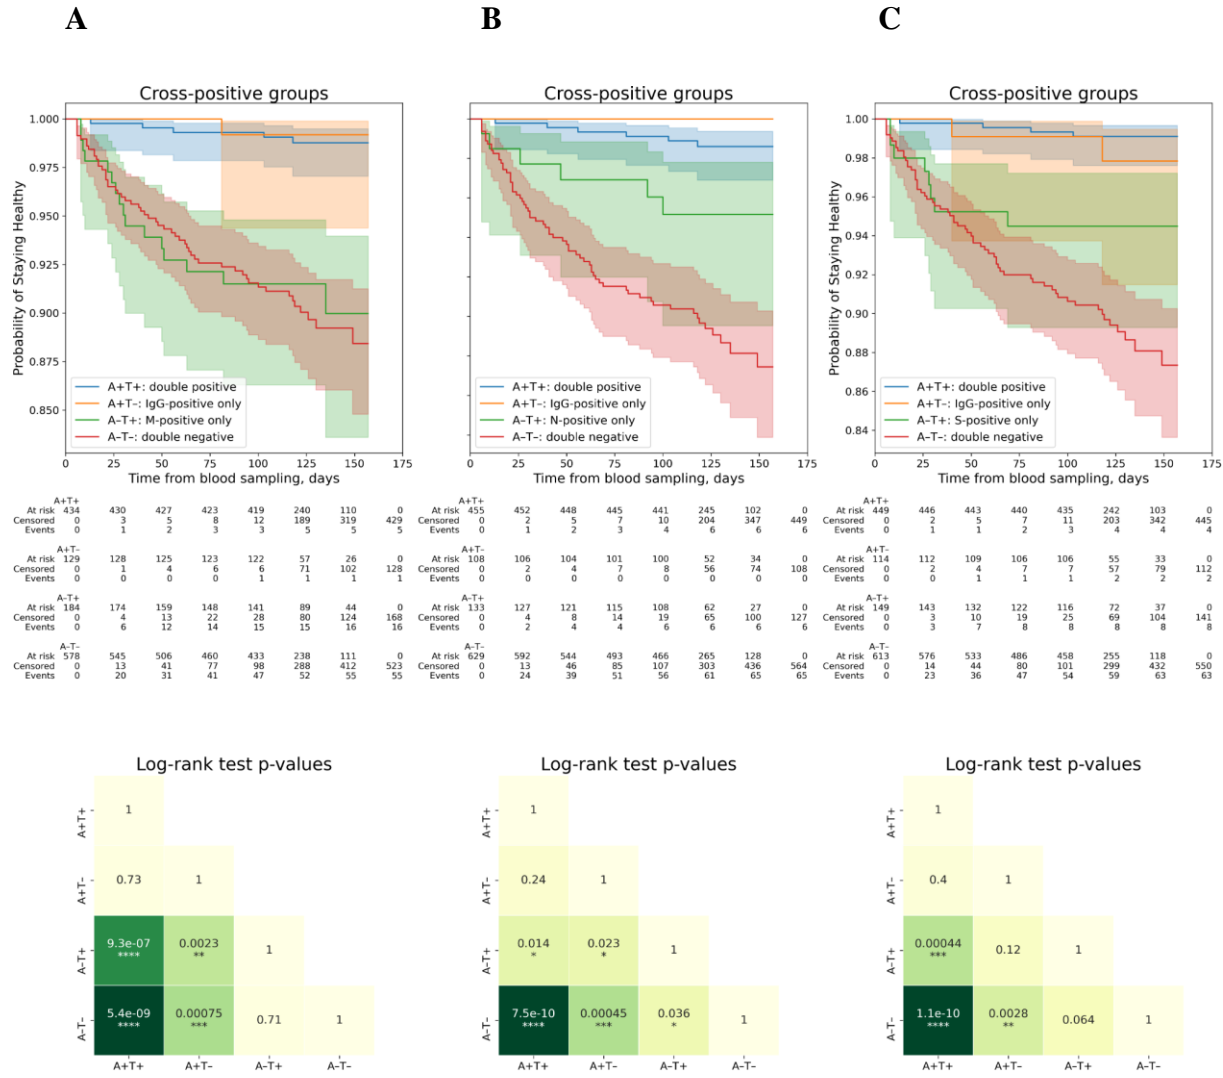 A
B
C
Cross-positive groups
Cross-positive groups
Cross-positive groups
Probability of Staying Healthy
1.000
0.975
0.950
0.925
0.900
0.875
0.850
A+T+: double positive
A+T−: IgG-positive only
A−T+: M-positive only
A−T−: double negative
0 25 50 75 100 125 150 175
Time from blood sampling, days
A+T+: double positive
A+T−: IgG-positive only
A−T+: N-positive only
A−T−: double negative
0 25 50 75 100 125 150 175
Time from blood sampling, days
Probability of Staying Healthy
1.00
0.98
0.96
0.94
0.92
0.90
0.88
0.86
0.84
A+T+: double positive
A+T−: IgG-positive only
A−T+: S-positive only
A−T−: double negative
0 25 50 75 100 125 150 175
Time from blood sampling, days
A+T+
At risk 434 430 427 423 419 240 110 0
Censored 0 3 5 8 12 189 319 429
Events 0 1 2 3 3 5 5 5
A+T−
At risk 129 128 125 123 122 57 26 0
Censored 0 1 4 6 6 71 102 128
Events 0 0 0 0 1 1 1 1
A−T+
At risk 184 174 159 148 141 89 44 0
Censored 0 4 13 22 28 80 124 168
Events 0 6 12 14 15 15 16 16
A−T−
At risk 578 545 506 460 433 238 111 0
Censored 0 13 41 77 98 288 412 523
Events 0 20 31 41 47 52 55 55
A+T+
At risk 455 452 448 445 441 245 102 0
Censored 0 2 5 7 10 204 347 449
Events 0 1 2 3 4 6 6 6
A+T−
At risk 108 106 104 101 100 52 34 0
Censored 0 2 4 7 8 56 74 108
Events 0 0 0 0 0 0 0 0
A−T+
At risk 133 127 121 115 108 62 27 0
Censored 0 4 8 14 19 65 100 127
Events 0 2 4 4 6 6 6 6
A−T−
At risk 629 592 544 493 466 265 128 0
Censored 0 13 46 85 107 303 436 564
Events 0 24 39 51 56 61 65 65
A+T+
At risk 449 446 443 440 435 242 103 0
Censored 0 2 5 7 11 203 342 445
Events 0 1 1 2 3 4 4 4
A+T−
At risk 114 112 109 106 106 55 33 0
Censored 0 2 4 7 7 57 79 112
Events 0 0 1 1 1 2 2 2
A−T+
At risk 149 143 132 122 116 72 37 0
Censored 0 3 10 19 25 69 104 141
Events 0 3 7 8 8 8 8 8
A−T−
At risk 613 576 533 486 458 255 118 0
Censored 0 14 44 80 101 299 432 550
Events 0 23 36 47 54 59 63 63
Log-rank test p-values
A+T+
1
A+T−
0.73 1
A−T+
9.3e-07 0.0023 1
**** **
A−T−
5.4e-09 0.00075 0.71 1
**** ***
A+T+ A+T− A−T+ A−T−
Log-rank test p-values
A+T+
1
A+T−
0.24 1
A−T+
0.014 0.023 1
* *
A−T−
7.5e-10 0.00045 0.036 1
**** *** *
A+T+ A+T− A−T+ A−T−
Log-rank test p-values
A+T+
1
A+T−
0.4 1
A−T+
0.00044 0.12 1
***
A−T−
1.1e-10 0.0028 0.064 1
**** **
A+T+ A+T− A−T+ A−T−